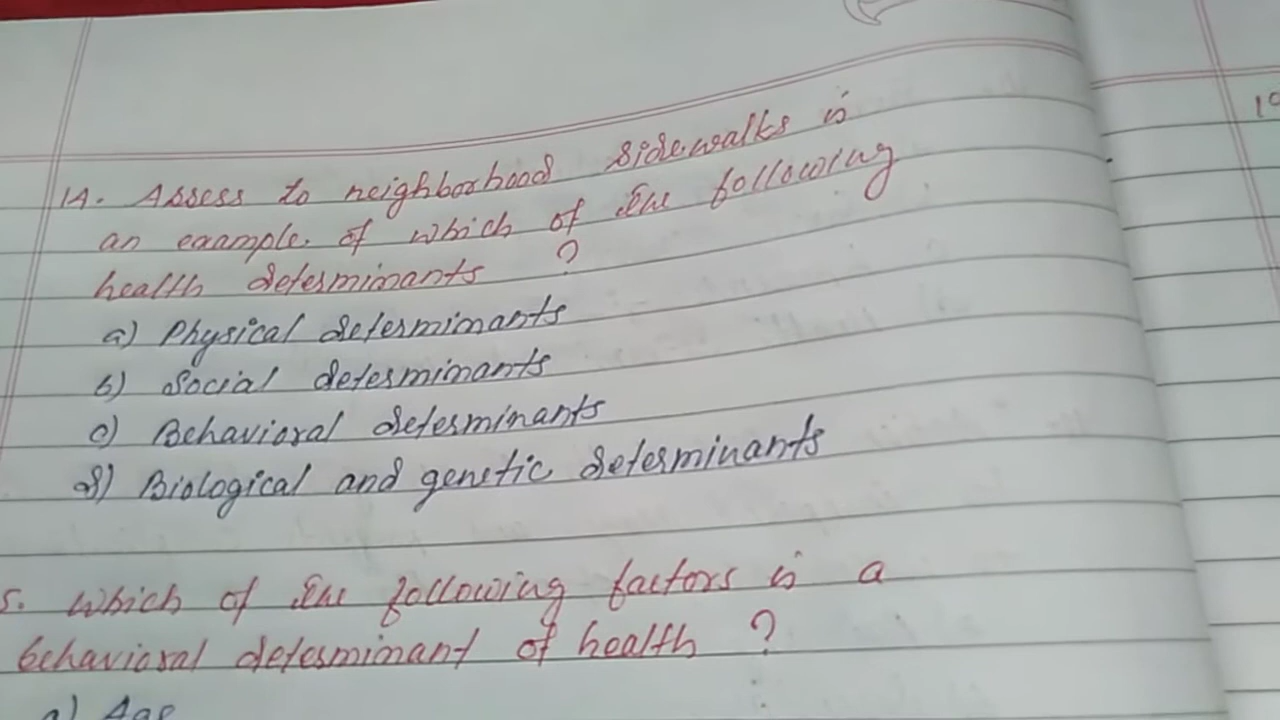 14. Assess to neighborhood sidewalks is
an example of which of the following
health determinants ?
a) Physical determinants
b) Social determinants
c) Behavioral determinants
d) Biological and genetic determinants
5. Which of the following factors is a
behavioral determinant of health ?
a) Age